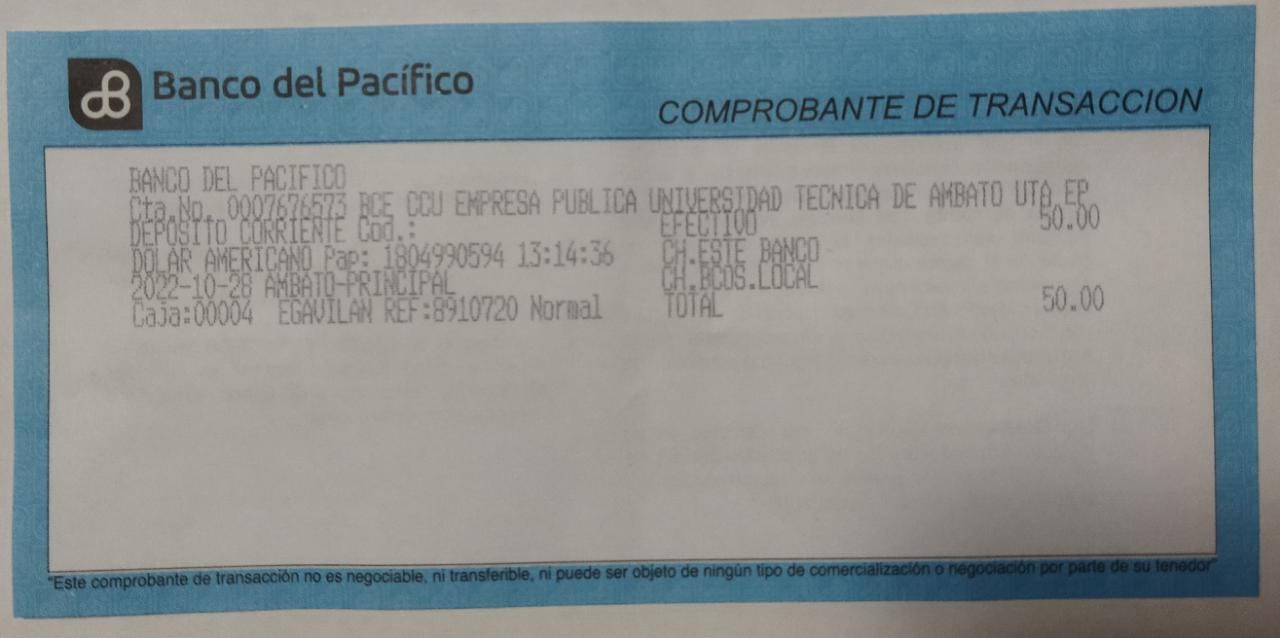 Banco del Pacífico
COMPROBANTE DE TRANSACCION
BANCO DEL PACIFICO
Cta.No. 0007676573 BCE CCU EMPRESA PUBLICA UNIVERSIDAD TECNICA DE AMBATO UTA EP
DEPOSITO CORRIENTE Cod.: EFECTIVO 50.00
DOLAR AMERICANO Pap: 1804990594 13:14:36 CH.ESTE BANCO
2022-10-28 AMBATO-PRINCIPAL CH.BCOS.LOCAL
Caja:00004 EGAVILAN REF:8910720 Normal TOTAL 50.00
"Este comprobante de transacción no es negociable, ni transferible, ni puede ser objeto de ningún tipo de comercialización o negociación por parte de su tenedor"